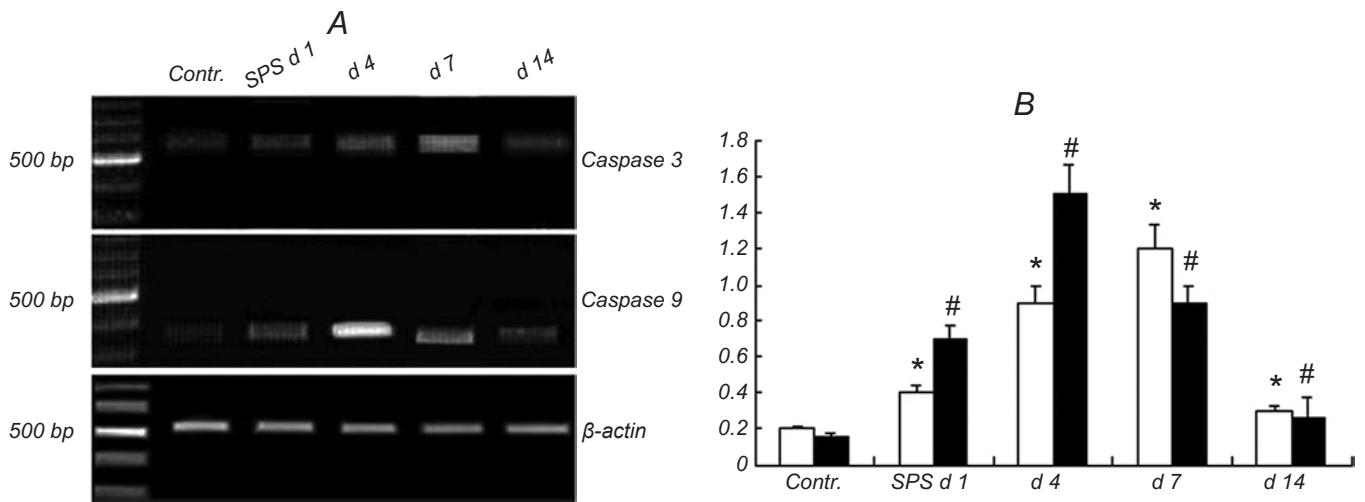 A
Contr.
SPS d 1
d 4
d 7
d 14
500 bp
Caspase 3
500 bp
Caspase 9
500 bp
β-actin
B
1.8
1.6
1.4
1.2
1.0
0.8
0.6
0.4
0.2
0
* #
* #
* #
* #
Contr.
SPS d 1
d 4
d 7
d 14